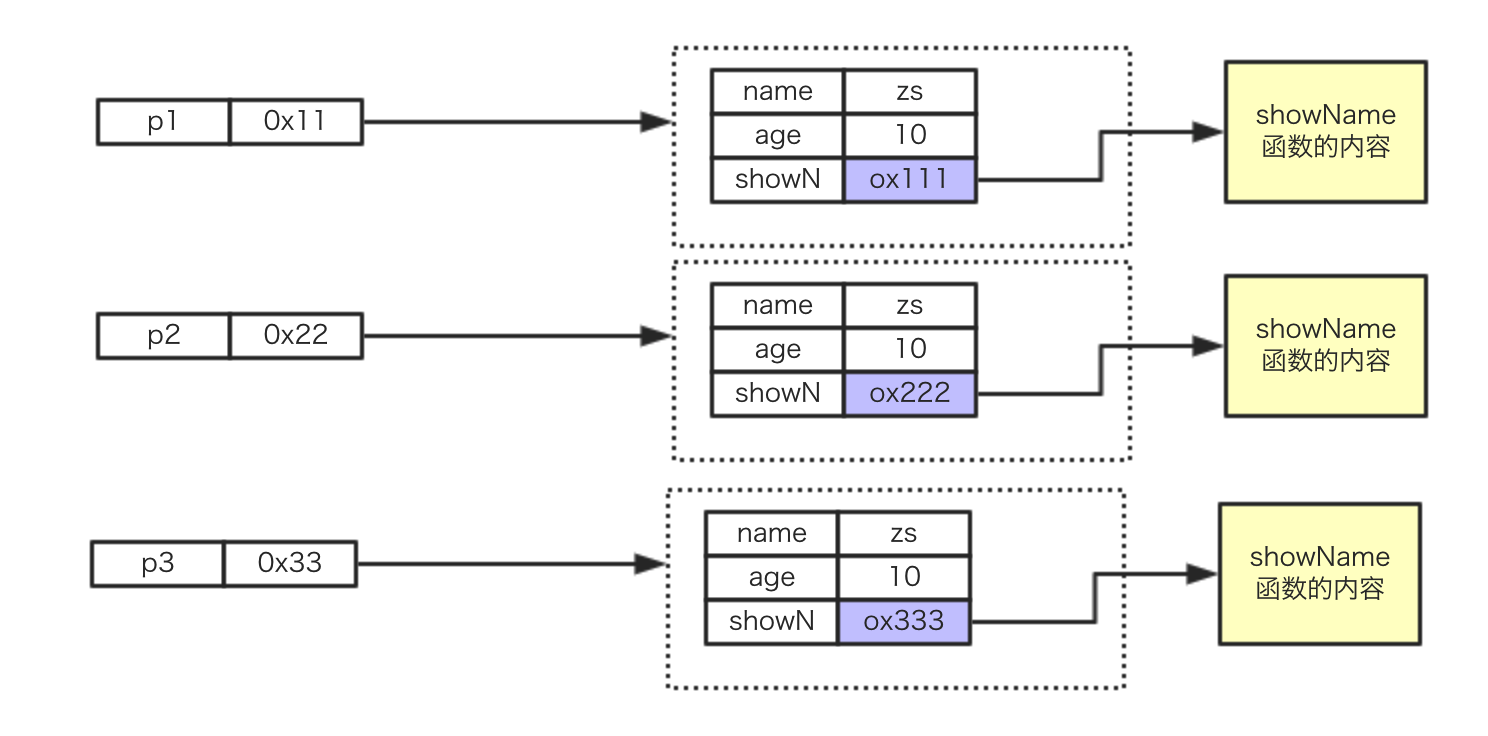 p1 0x11
name zs
age 10
showN ox111
showName
函数的内容
p2 0x22
name zs
age 10
showN ox222
showName
函数的内容
p3 0x33
name zs
age 10
showN ox333
showName
函数的内容